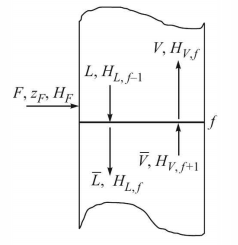 V, H_{V,f}
L, H_{L,f-1}
F, z_F, H_F
f
L̅, H_{L,f}
V̅, H_{V,f+1}